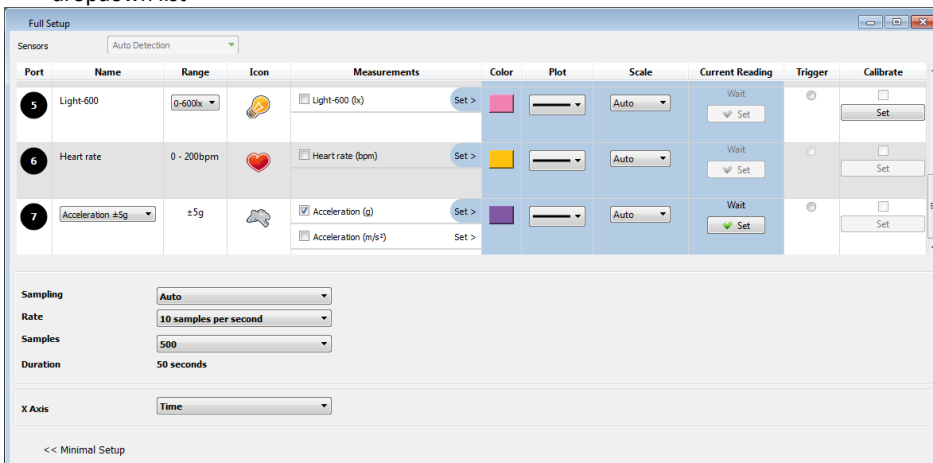 dropdown list
Full Setup
Sensors Auto Detection
Port Name Range Icon Measurements Color Plot Scale Current Reading Trigger Calibrate
5 Light-600 0-600lx Light-600 (lx) Set > Auto Wait Set Set
6 Heart rate 0 - 200bpm Heart rate (bpm) Set > Auto Wait Set Set
7 Acceleration ±5g ±5g Acceleration (g) Set > Auto Wait Set Set
Acceleration (m/s²) Set >
Sampling Auto
Rate 10 samples per second
Samples 500
Duration 50 seconds
X Axis Time
<< Minimal Setup